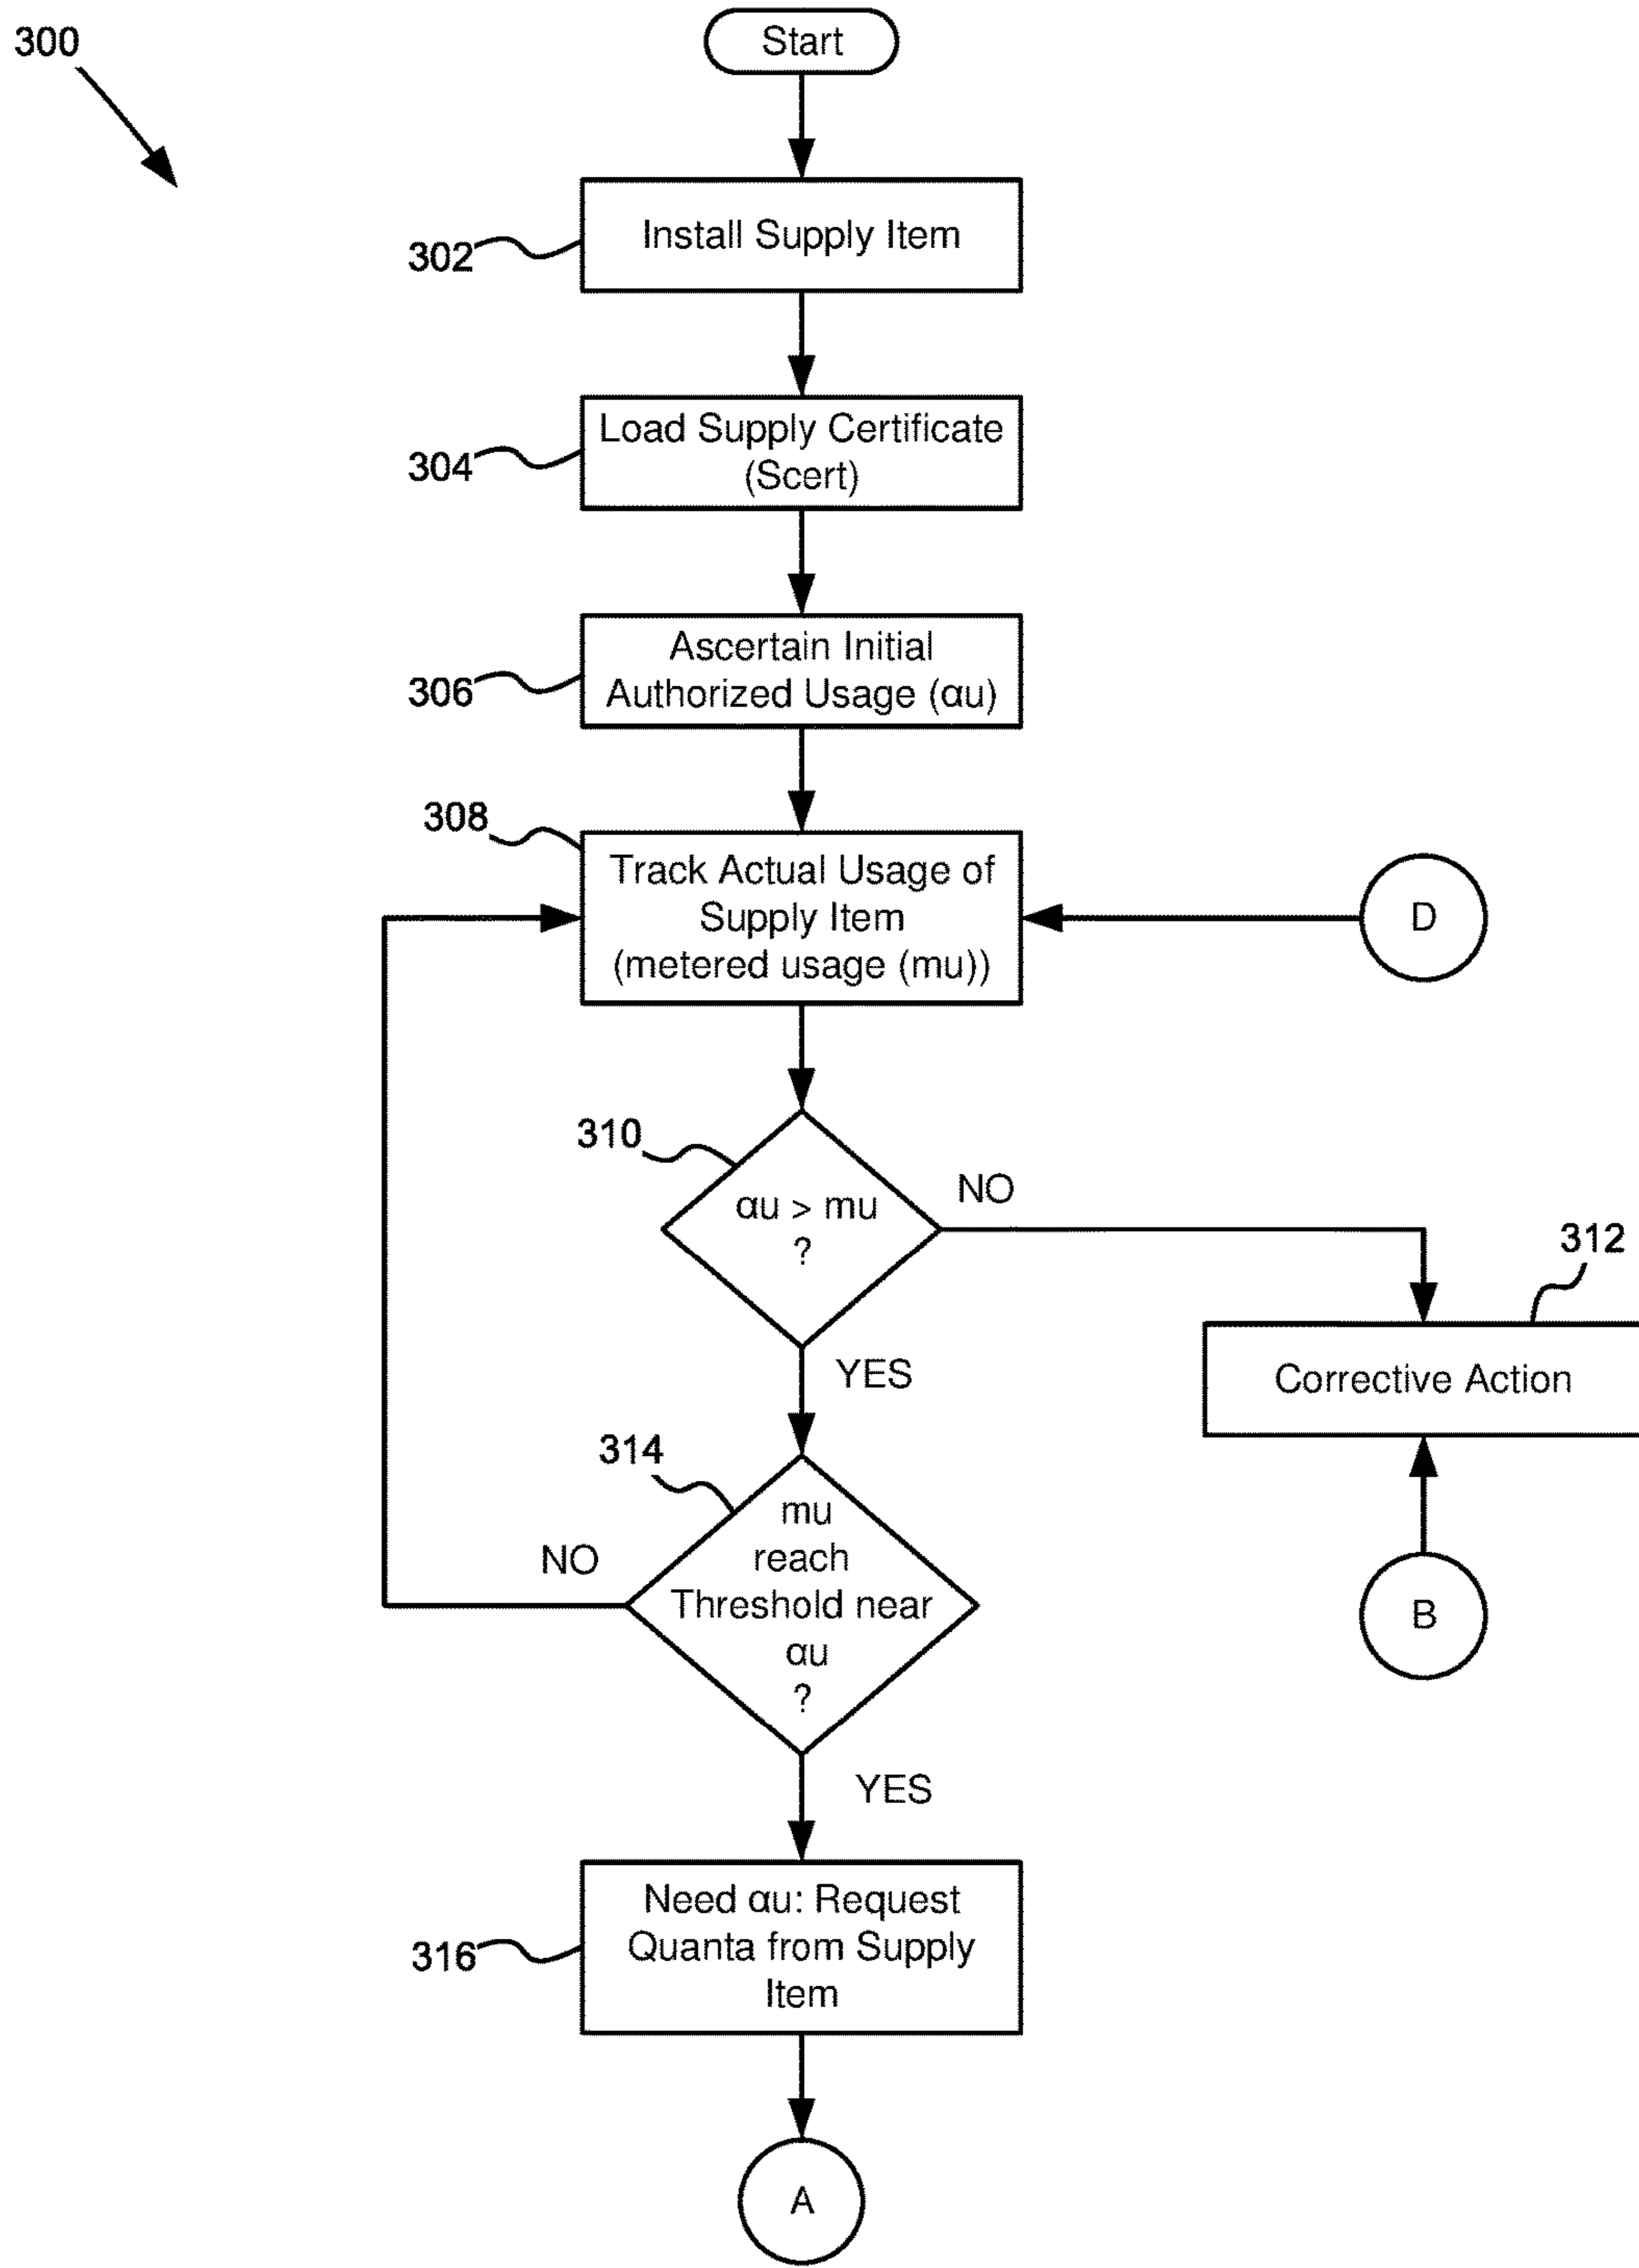 300
Start
302
Install Supply Item
304
Load Supply Certificate
(Scert)
306
Ascertain Initial
Authorized Usage (αu)
308
Track Actual Usage of
Supply Item
(metered usage (mu))
D
310
αu > mu
?
NO
312
Corrective Action
YES
314
mu
reach
Threshold near
αu
?
NO
B
YES
316
Need αu: Request
Quanta from Supply
Item
A